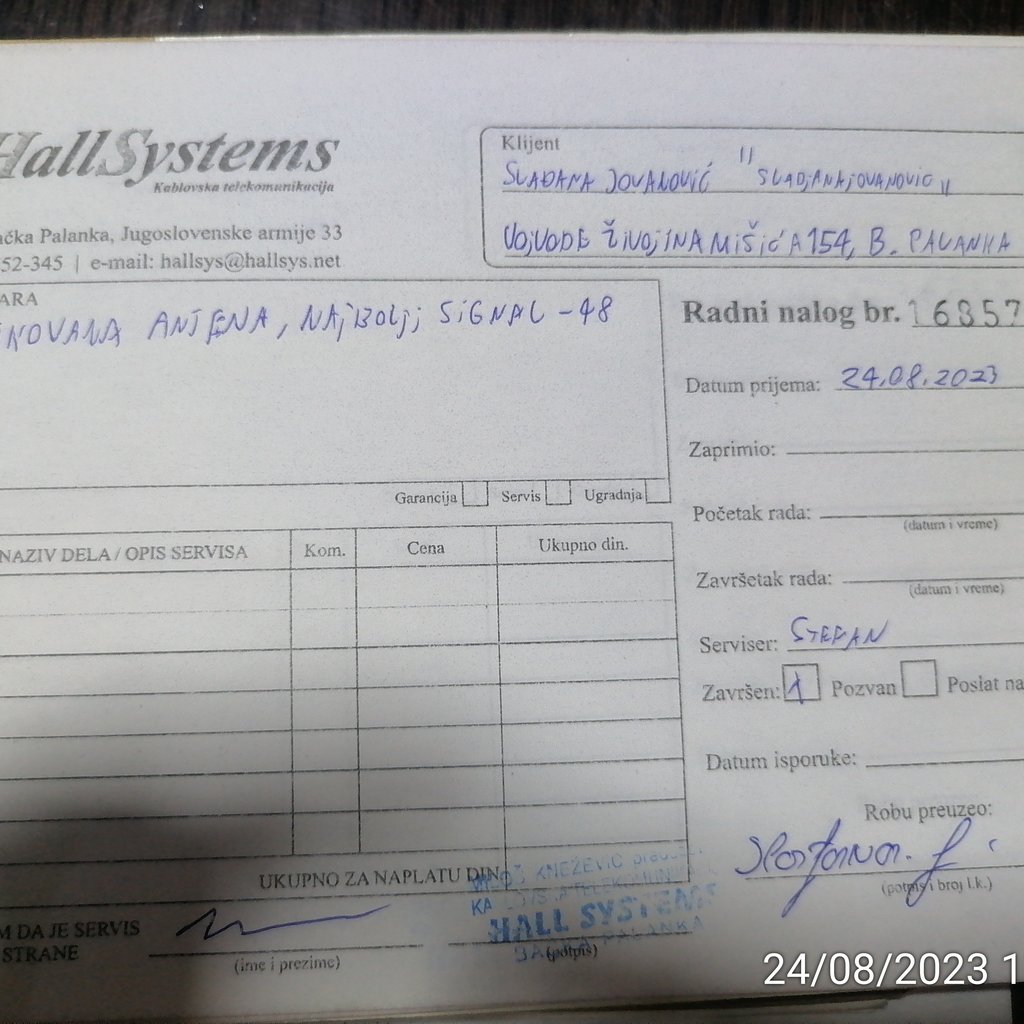 HallSystems
Kablovska telekomunikacija
čka Palanka, Jugoslovenske armije 33
52-345 | e-mail: hallsys@hallsys.net
Klijent
SLAĐANA JOVANOVIĆ "SLADJANAJOVANOVIC"
VOJVODE ŽIVOJINA MIŠIĆA 154, B. PALANKA
ARA
ANTENA, NAJBOLJI SIGNAL -48
Garancija Servis Ugradnja
Radni nalog br. 16857
Datum prijema: 24.08.2023
Zaprimio:
Početak rada:
(datum i vreme)
Završetak rada:
(datum i vreme)
Serviser: STEFAN
Završen: Pozvan Poslat na
Datum isporuke:
Robu preuzeo:
(potpis i broj l.k.)
NAZIV DELA / OPIS SERVISA Kom. Cena Ukupno din.
UKUPNO ZA NAPLATU DIN
M DA JE SERVIS
STRANE
(ime i prezime)
(potpis)
KNEŽEVIĆ
HALL SYSTEMS
PALANKA
24/08/2023 1